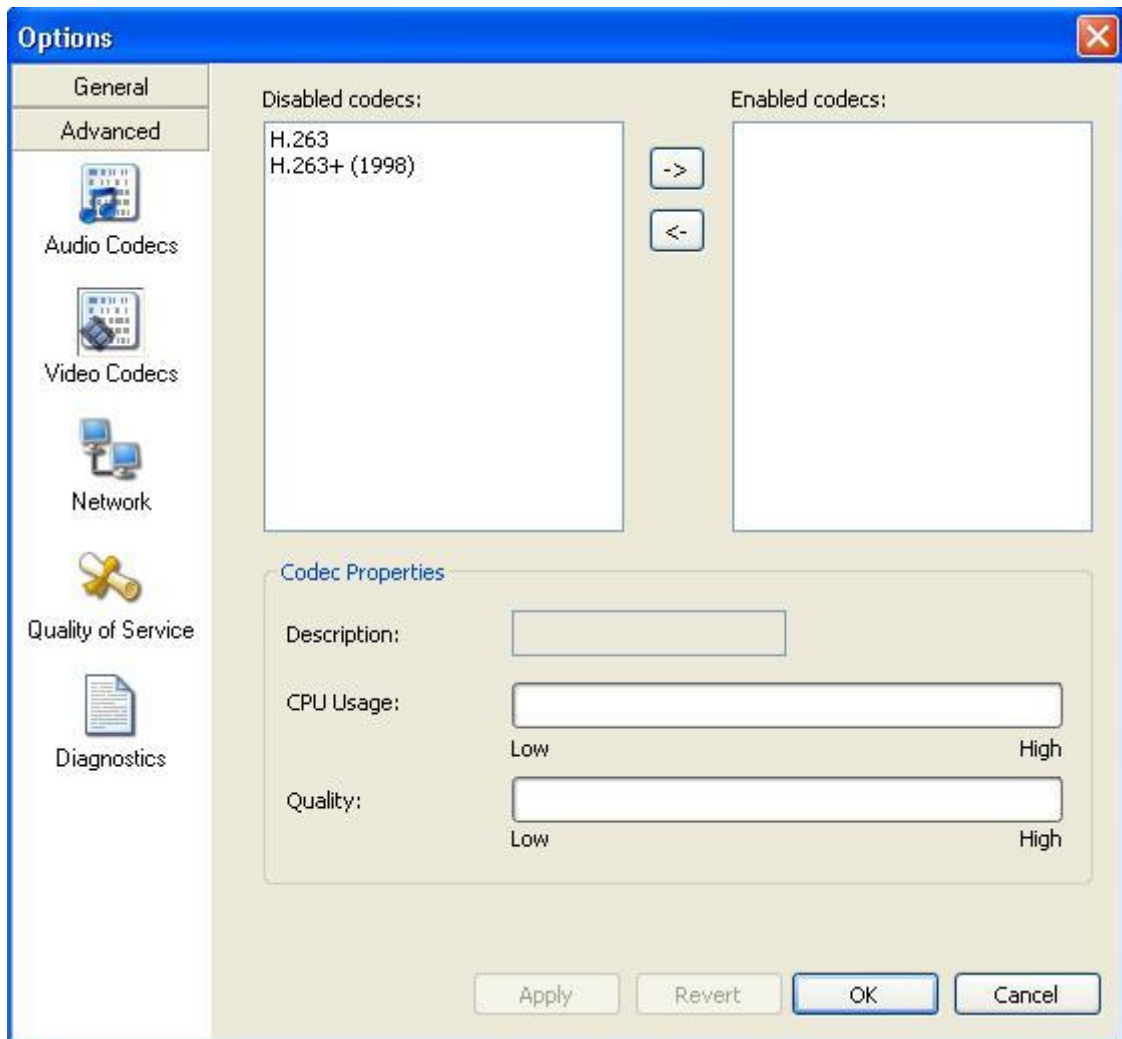 Options
General
Advanced
Audio Codecs
Video Codecs
Network
Quality of Service
Diagnostics
Disabled codecs:
H.263
H.263+ (1998)
->
<-
Enabled codecs:
Codec Properties
Description:
CPU Usage:
Low High
Quality:
Low High
Apply Revert OK Cancel